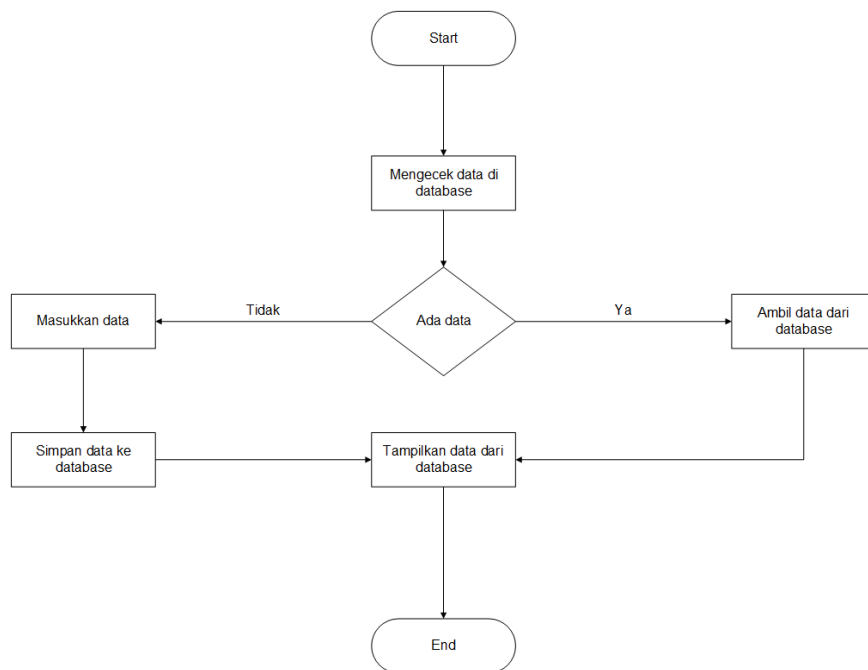 Start
Mengecek data di
database
Tidak
Ya
Masukkan data
Ada data
Ambil data dari
database
Simpan data ke
database
Tampilkan data dari
database
End